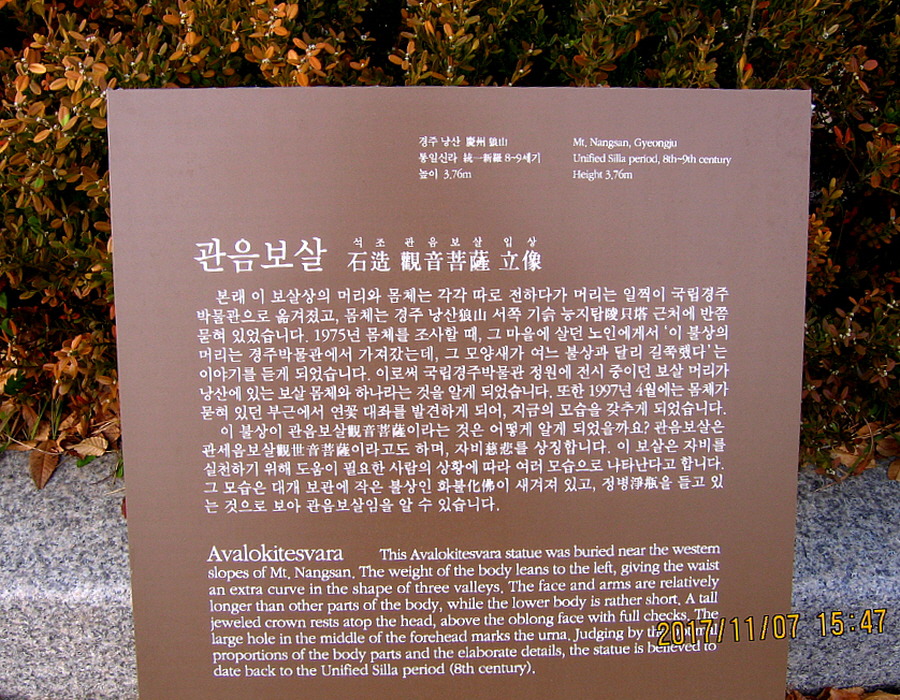 경주 낭산 慶州 狼山
통일신라 統一新羅 8~9세기
높이 3.76m
Mt. Nangsan, Gyeongju
Unified Silla period, 8th~9th century
Height 3.76m
석조 관음보살 입상
관음보살 石造 觀音菩薩 立像
본래 이 보살상의 머리와 몸체는 각각 따로 전하다가 머리는 일찍이 국립경주
박물관으로 옮겨졌고, 몸체는 경주 낭산狼山 서쪽 기슭 능지탑陵只塔 근처에 반쯤
묻혀 있었습니다. 1975년 몸체를 조사할 때, 그 마을에 살던 노인에게서 ‘이 불상의
머리는 경주박물관에서 가져갔는데, 그 모양새가 여느 불상과 달리 길쭉했다’는
이야기를 듣게 되었습니다. 이로써 국립경주박물관 정원에 전시 중이던 보살 머리가
낭산에 있는 보살 몸체와 하나라는 것을 알게 되었습니다. 또한 1997년 4월에는 몸체가
묻혀 있던 부근에서 연꽃 대좌를 발견하게 되어, 지금의 모습을 갖추게 되었습니다.
이 불상이 관음보살觀音菩薩이라는 것은 어떻게 알게 되었을까요? 관음보살은
관세음보살觀世音菩薩이라고도 하며, 자비慈悲를 상징합니다. 이 보살은 자비를
실천하기 위해 도움이 필요한 사람의 상황에 따라 여러 모습으로 나타난다고 합니다.
그 모습은 대개 보관에 작은 불상인 화불化佛이 새겨져 있고, 정병淨甁을 들고 있
는 것으로 보아 관음보살임을 알 수 있습니다.
Avalokitesvara This Avalokitesvara statue was buried near the western
slopes of Mt. Nangsan. The weight of the body leans to the left, giving the waist
an extra curve in the shape of three valleys. The face and arms are relatively
longer than other parts of the body, while the lower body is rather short. A tall
jeweled crown rests atop the head, above the oblong face with full cheeks. The
large hole in the middle of the forehead marks the urna. Judging by the
proportions of the body parts and the elaborate details, the statue is believed to
date back to the Unified Silla period (8th century).
2017/11/07 15:47